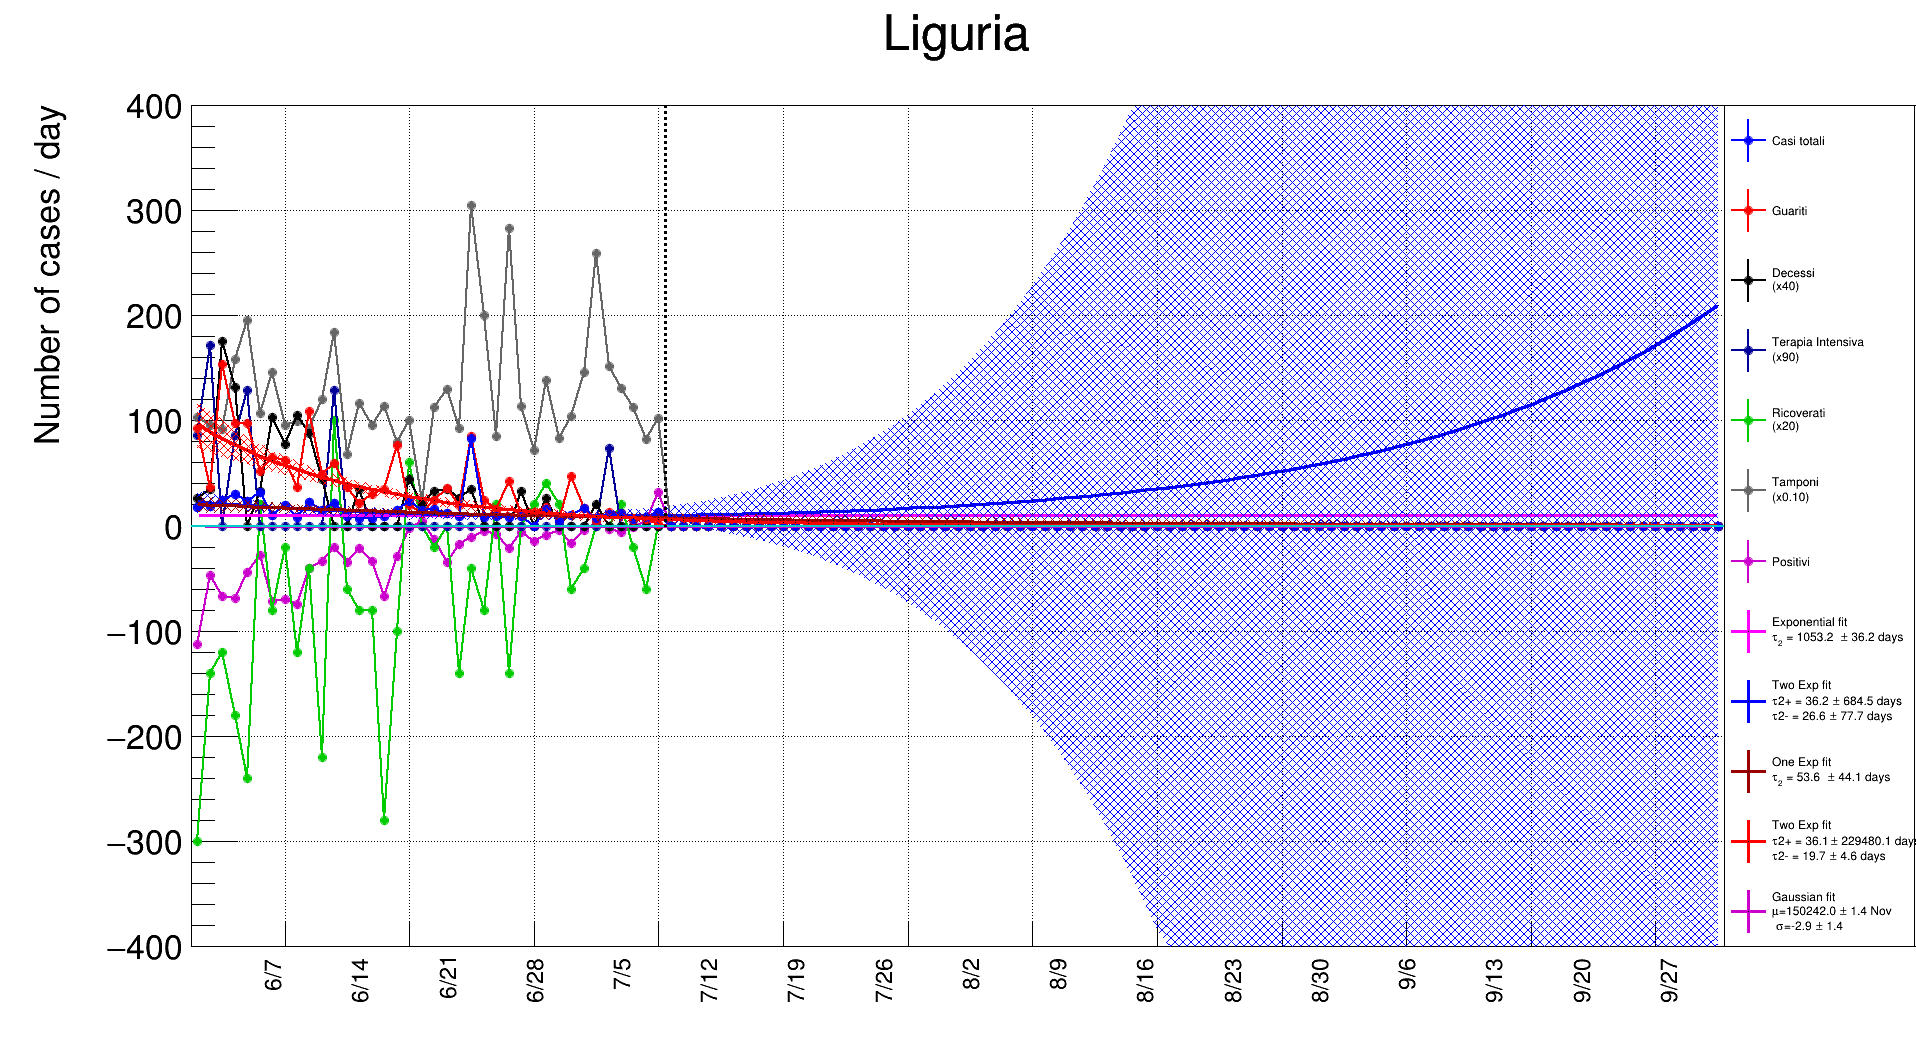 Liguria
Number of cases / day
400
300
200
100
0
−100
−200
−300
−400
6/7
6/14
6/21
6/28
7/5
7/12
7/19
7/26
8/2
8/9
8/16
8/23
8/30
9/6
9/13
9/20
9/27
Casi totali
Guariti
Decessi
(x40)
Terapia Intensiva
(x90)
Ricoverati
(x20)
Tamponi
(x0.10)
Positivi
Exponential fit
τ2 = 1053.2 ± 36.2 days
Two Exp fit
τ2+ = 36.2 ± 684.5 days
τ2- = 26.6 ± 77.7 days
One Exp fit
τ2 = 53.6 ± 44.1 days
Two Exp fit
τ2+ = 36.1 ± 229480.1 days
τ2- = 19.7 ± 4.6 days
Gaussian fit
μ=150242.0 ± 1.4 Nov
σ=-2.9 ± 1.4